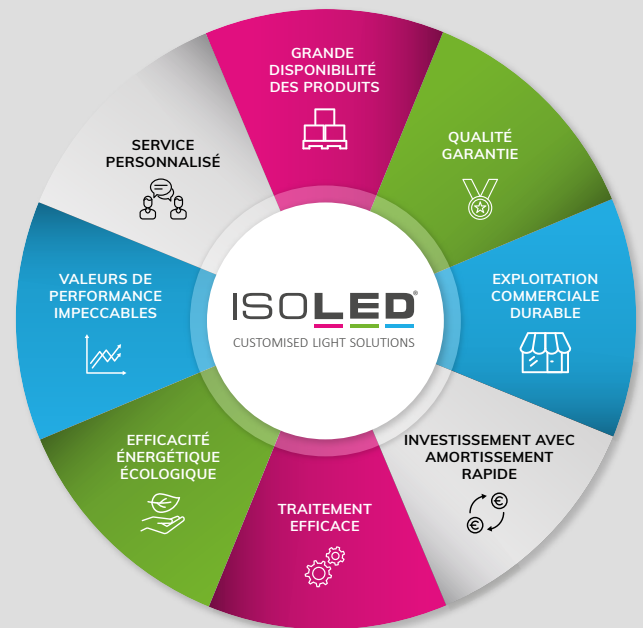 GRANDE
DISPONIBILITÉ
DES PRODUITS
QUALITÉ
GARANTIE
EXPLOITATION
COMMERCIALE
DURABLE
INVESTISSEMENT AVEC
AMORTISSEMENT
RAPIDE
€
€
TRAITEMENT
EFFICACE
EFFICACITÉ
ÉNERGÉTIQUE
ÉCOLOGIQUE
VALEURS DE
PERFORMANCE
IMPECCABLES
SERVICE
PERSONNALISÉ
ISOLED®
CUSTOMISED LIGHT SOLUTIONS